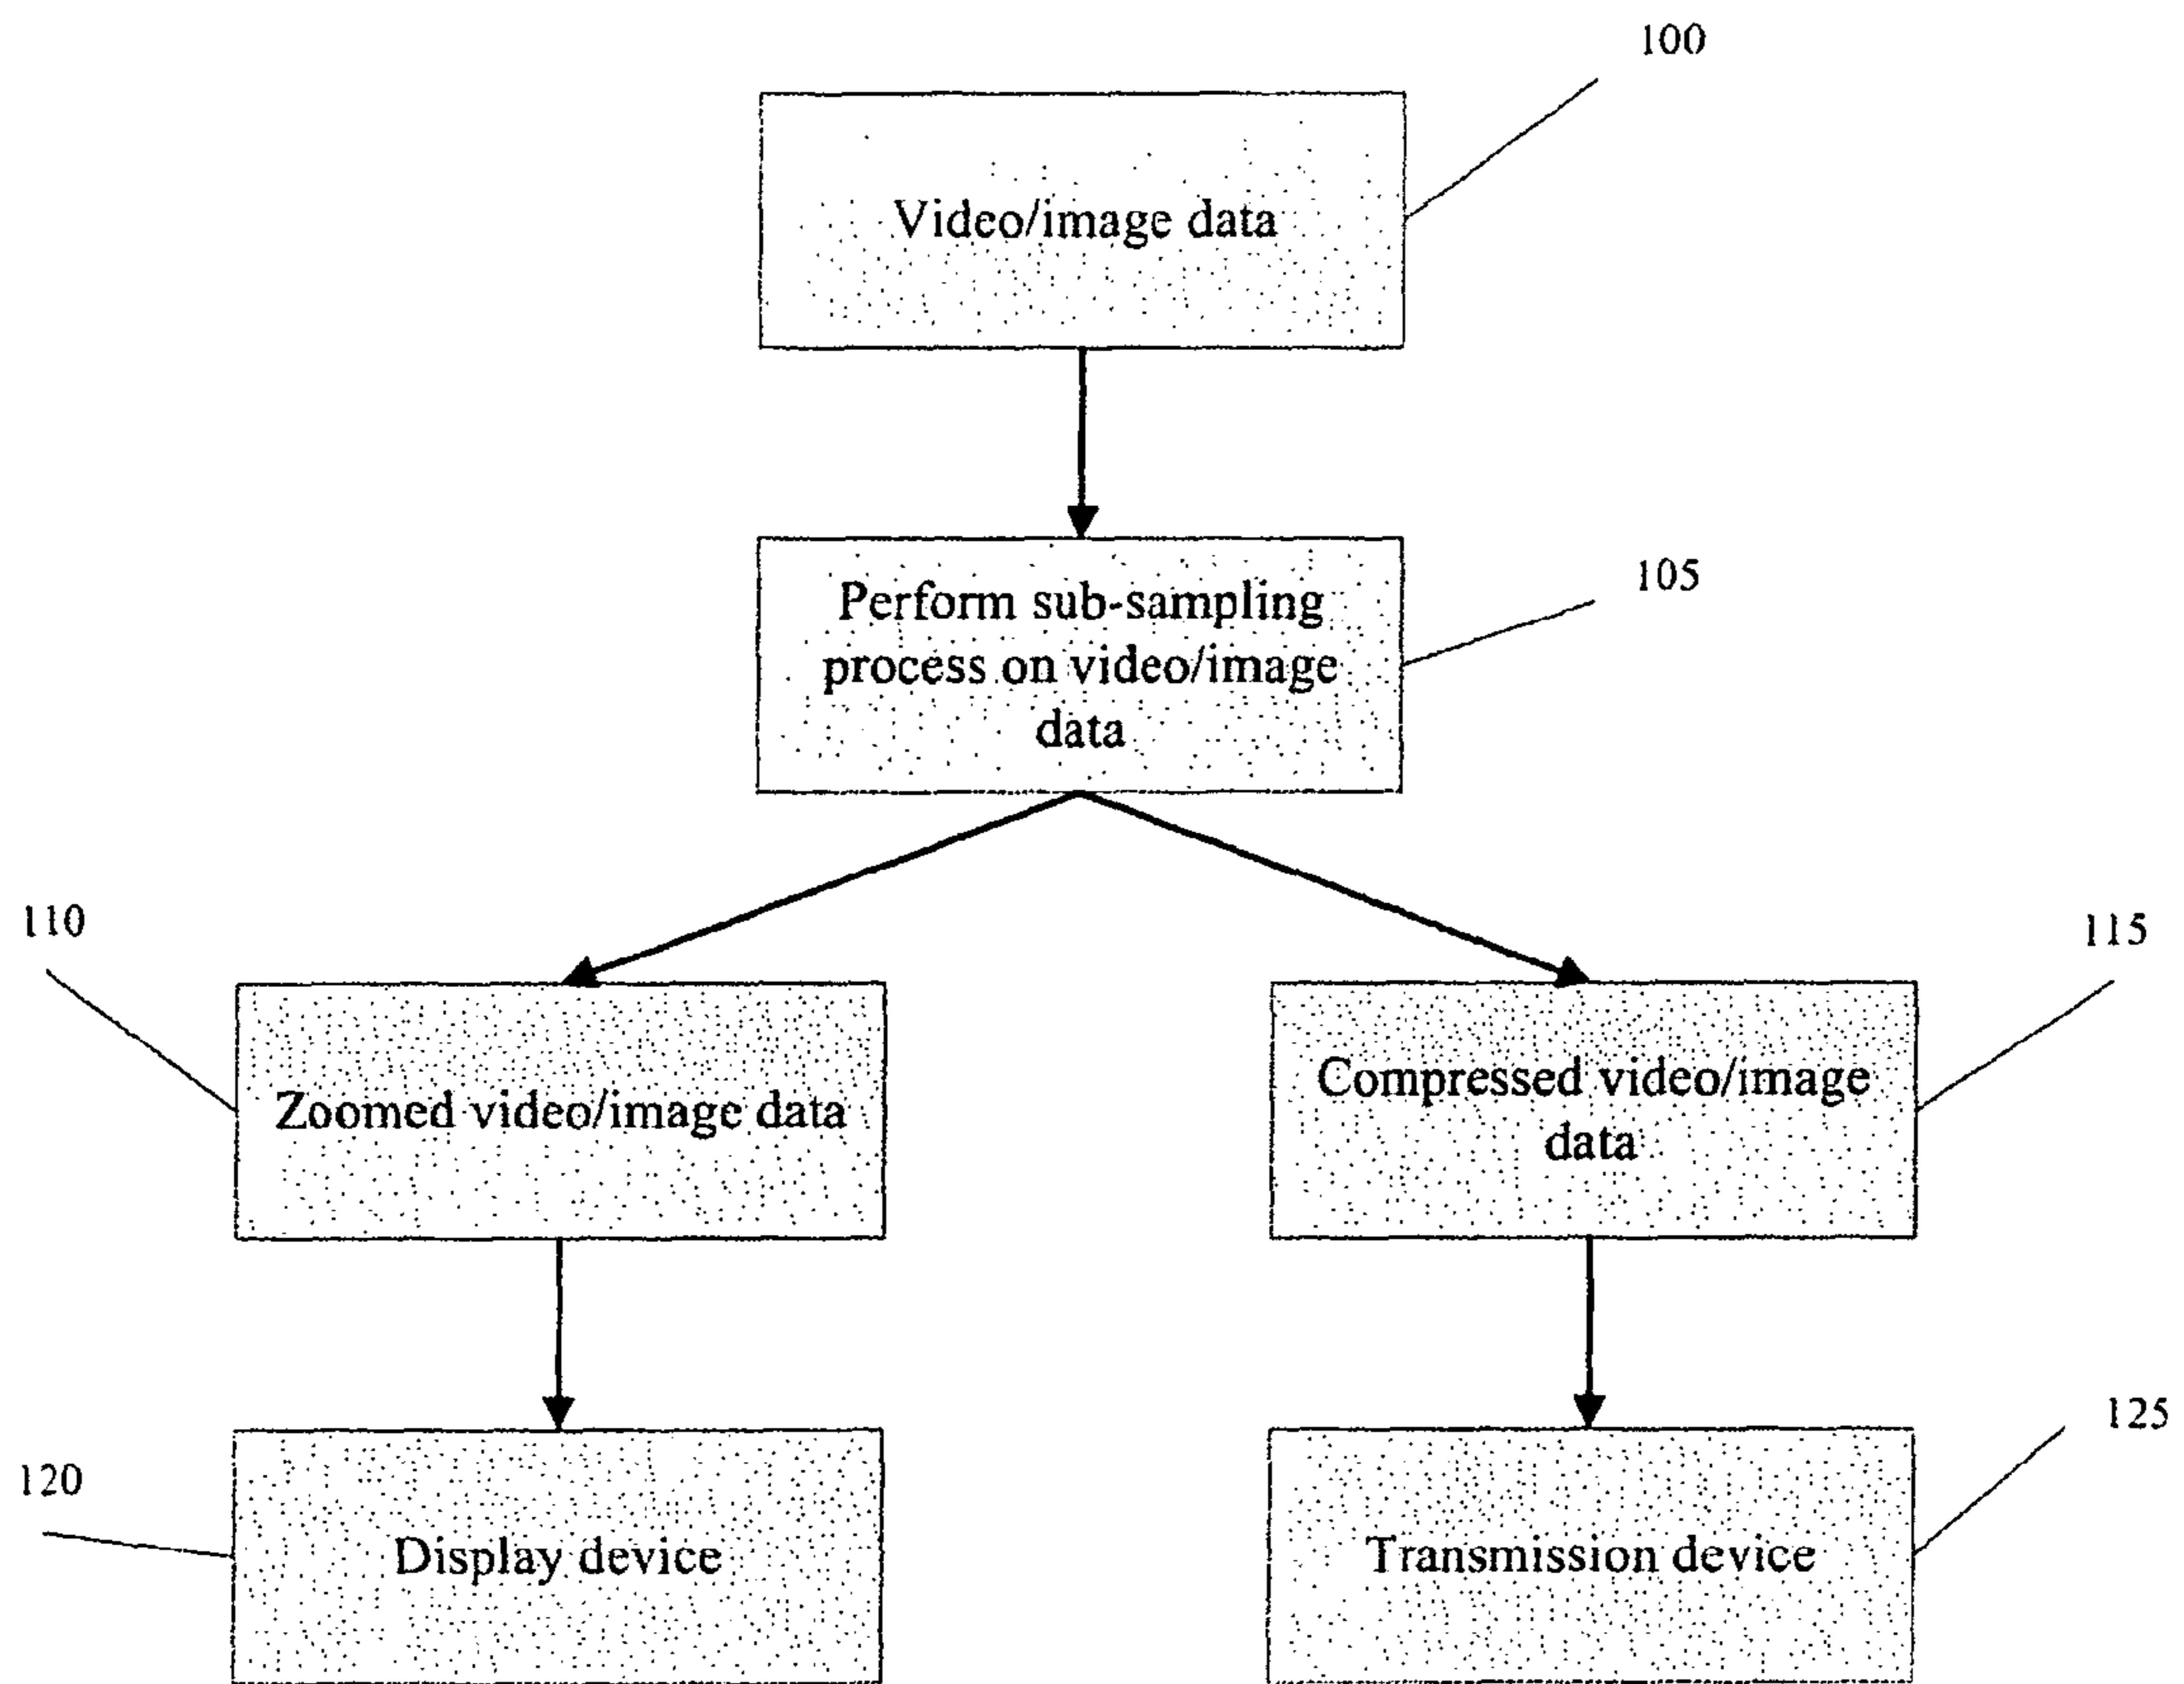 100
Video/image data
105
Perform sub-sampling
process on video/image
data
110
115
Zoomed video/image data
Compressed video/image
data
120
125
Display device
Transmission device